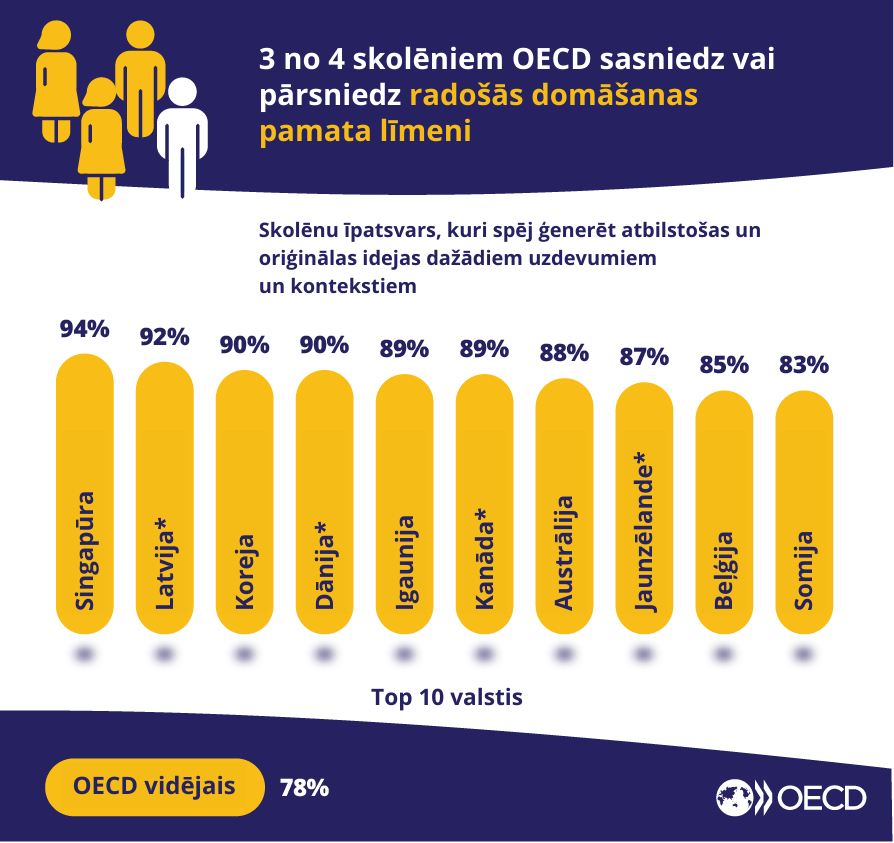 3 no 4 skolēniem OECD sasniedz vai
pārsniedz radošās domāšanas
pamata līmeni
Skolēnu īpatsvars, kuri spēj ģenerēt atbilstošas un
oriģinālas idejas dažādiem uzdevumiem
un kontekstiem
94% 92% 90% 90% 89% 89% 88% 87% 85% 83%
Singapūra
Latvija*
Koreja
Dānija*
Igaunija
Kanāda*
Austrālija
Jaunzēlande*
Beļģija
Somija
Top 10 valstis
OECD vidējais 78%
OECD